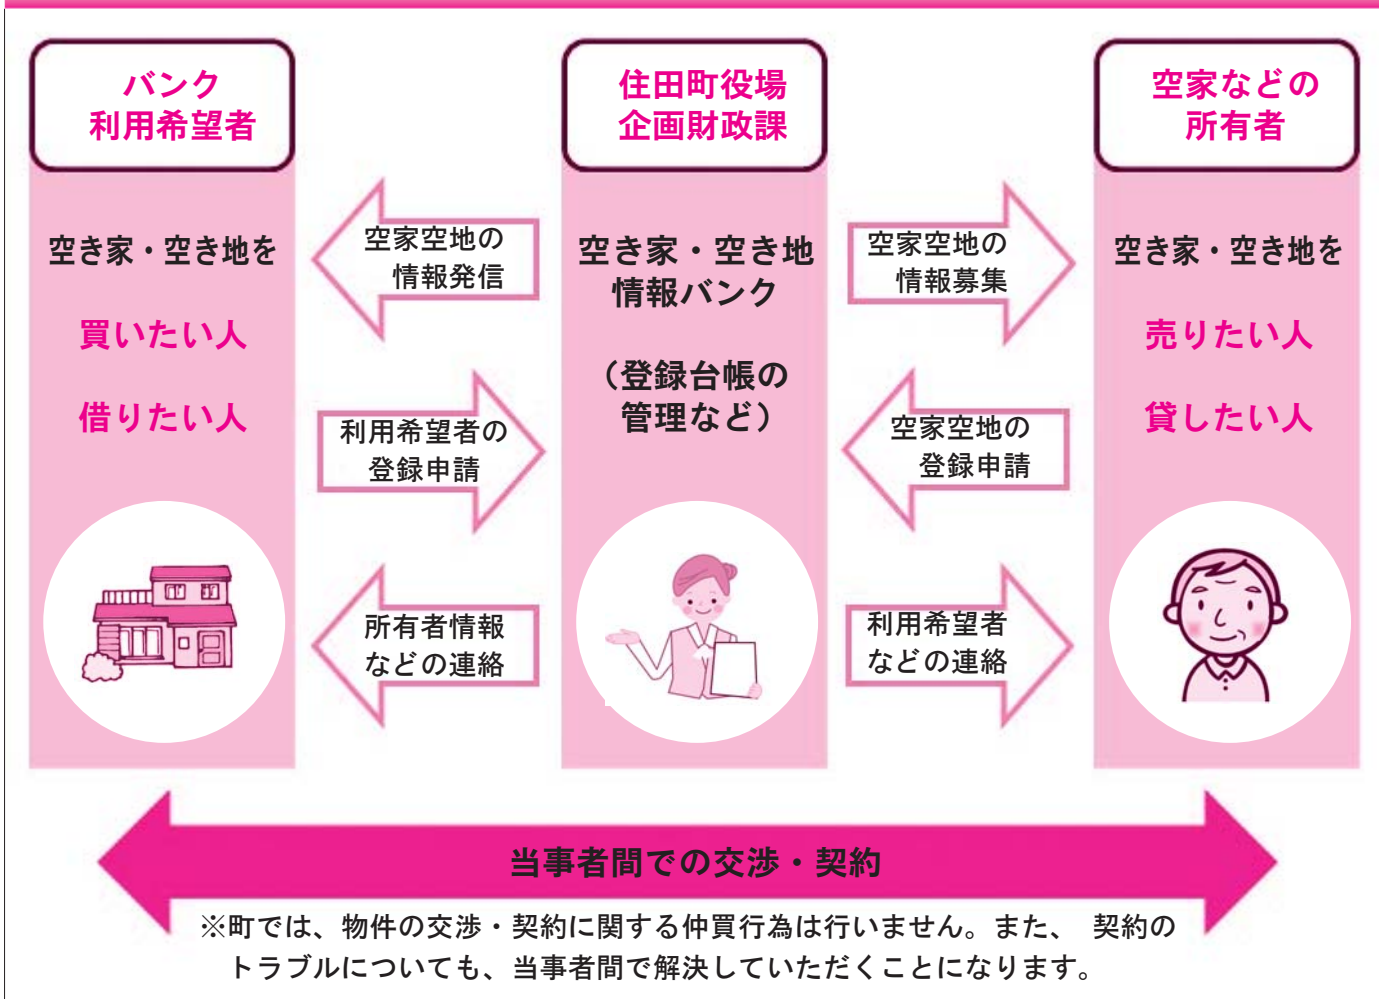 バンク
利用希望者
空き家・空き地を
買いたい人
借りたい人
空家空地の
情報発信
利用希望者の
登録申請
所有者情報
などの連絡
住田町役場
企画財政課
空き家・空き地
情報バンク
（登録台帳の
管理など）
空家空地の
情報募集
空家空地の
登録申請
利用希望者
などの連絡
空家などの
所有者
空き家・空き地を
売りたい人
貸したい人
当事者間での交渉・契約
※町では、物件の交渉・契約に関する仲買行為は行いません。また、 契約の
トラブルについても、当事者間で解決していただくことになります。